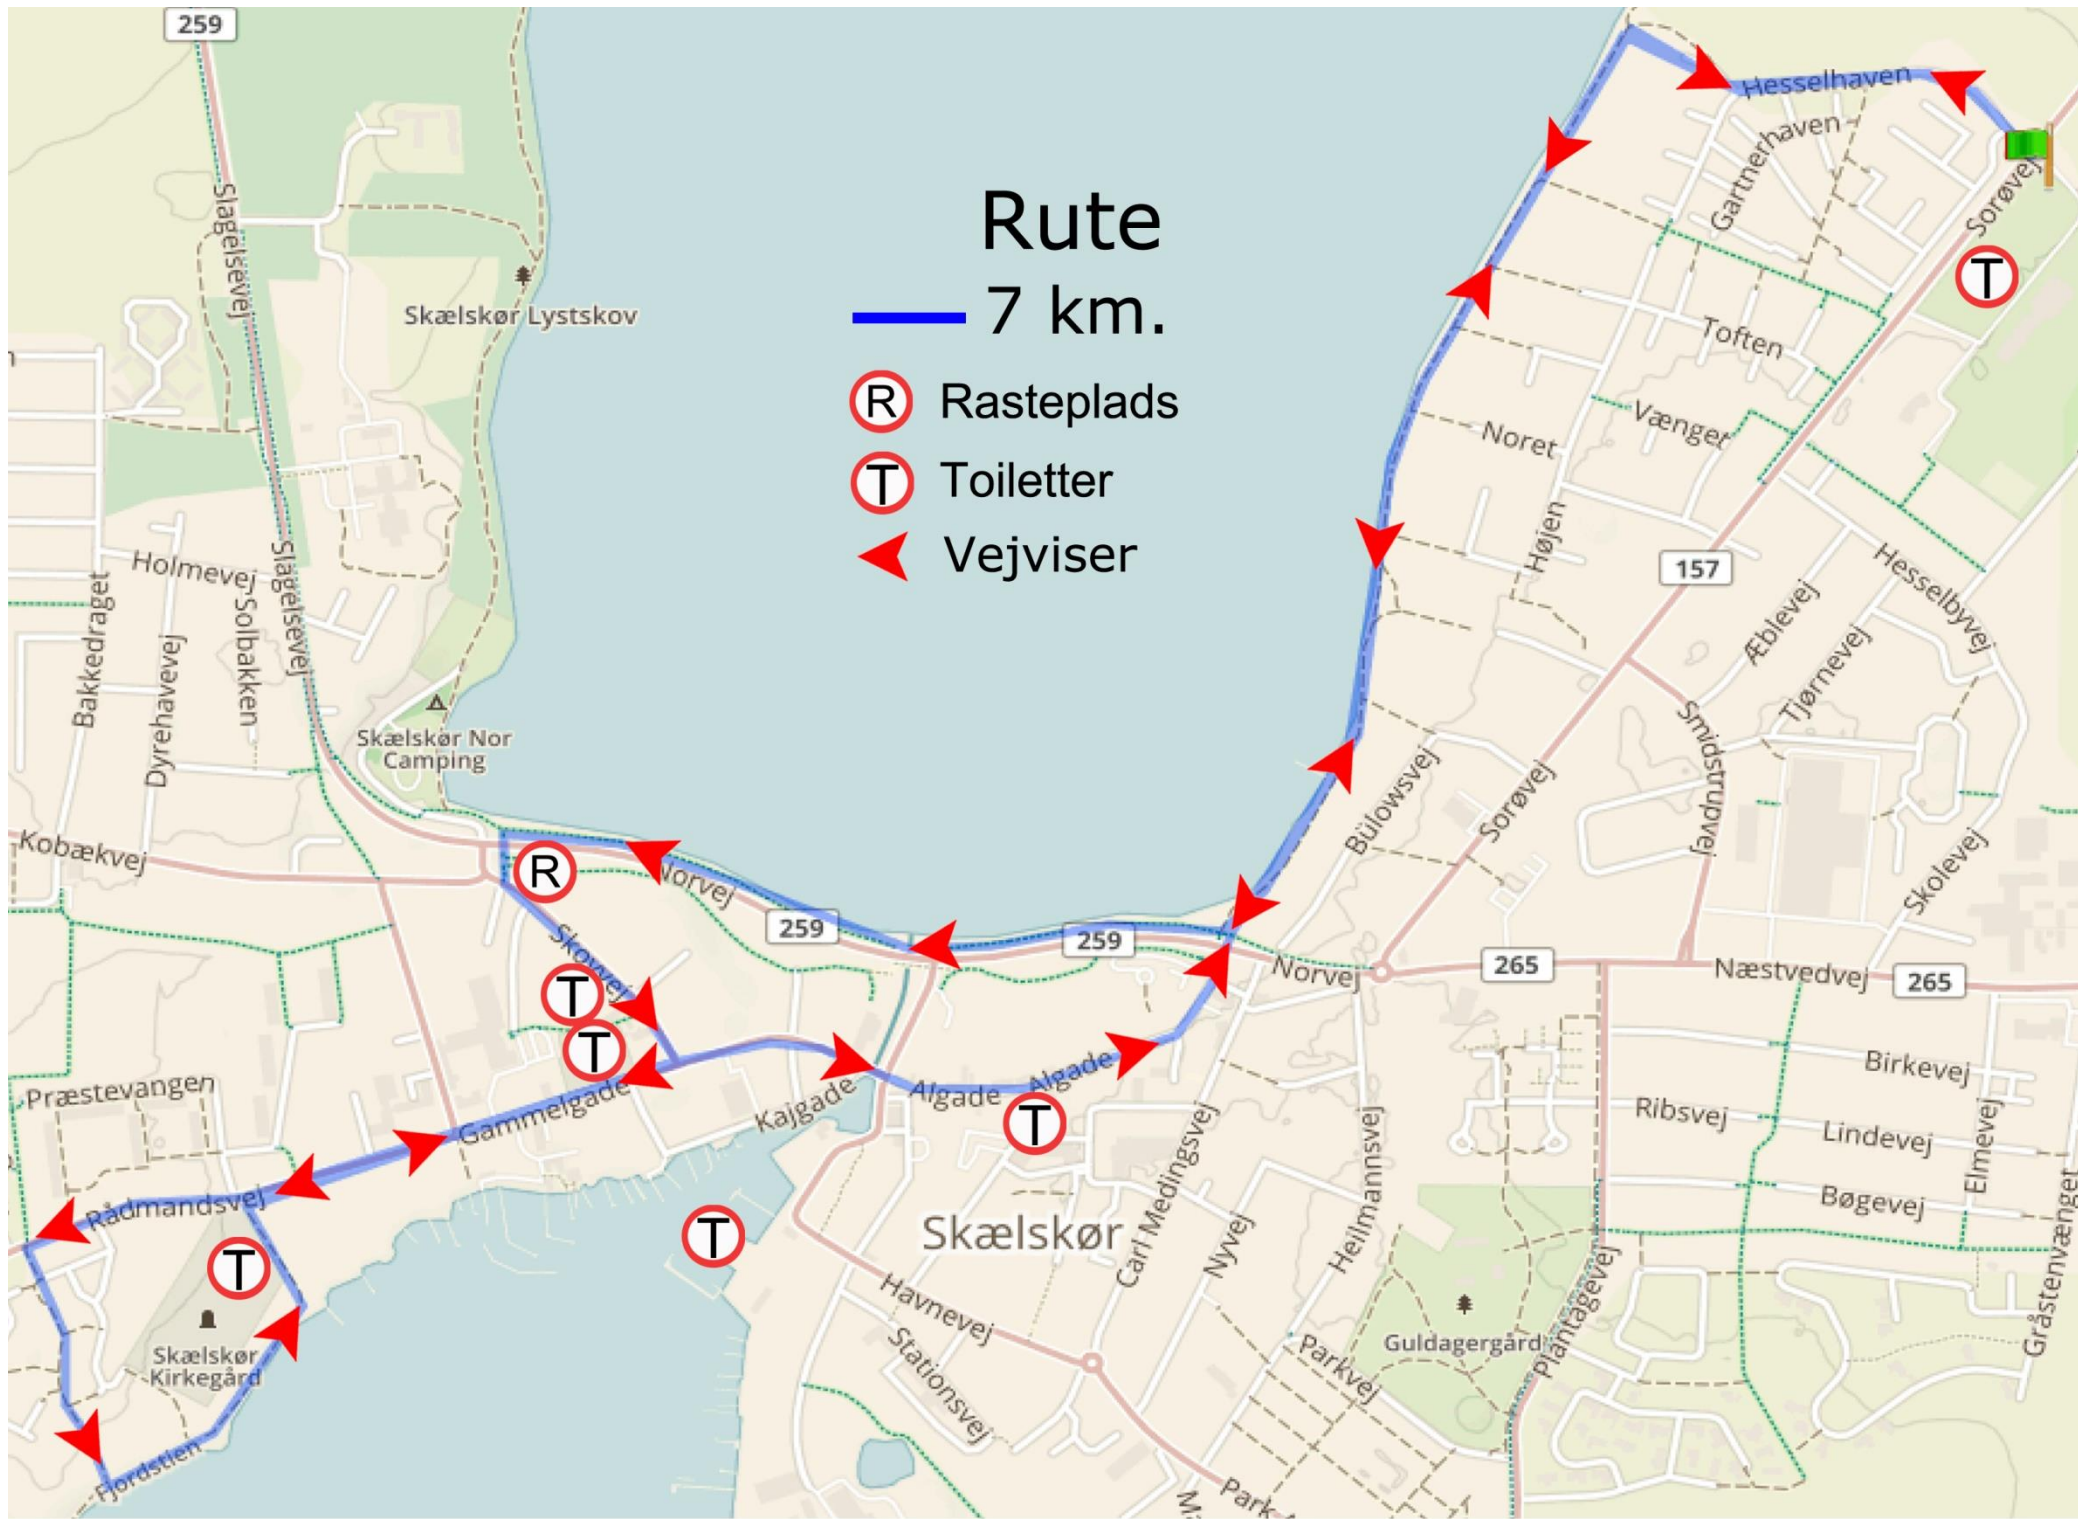 259
Hesselhaven
Gartnerhaven
Sorøvej
Slagelsevej
Rute
7 km.
T
Skælskør Lystskov
Toften
R Rasteplads
Vænget
Noret
T Toiletter
Vejviser
Højen
157
Hesselbyvej
Holmevej
Slagelsevej
Bakkedraget
Solbakken
Dyrehavevej
Æblevej
Tjørnevej
Skælskør Nor
Camping
Smidstrupvej
Bülowsvej
Sorøvej
Kobækvej
R
Norvej
Skolevej
259
259
Skovvej
Norvej
265
Næstvedvej
265
T
T
Præstevangen
Gammelgade
Kajgade
Algade
Algade
T
Birkevej
Ribsvej
Lindevej
Elmevej
Bøgevej
Rådmandsvej
T
T
Skælskør
Carl Medingsvej
Nyvej
Heilmannsvej
Plantagevej
Gråstenvænget
Havnevej
Stationsvej
Guldagergård
Parkvej
Skælskør
Kirkegård
Fjordstien
Park